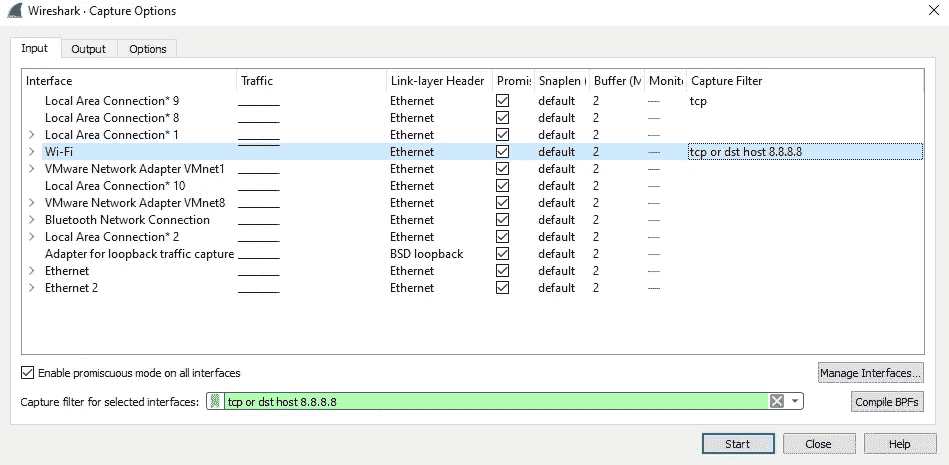 Wireshark · Capture Options
Input Output Options
Interface Traffic Link-layer Header Promis Snaplen ( Buffer (M Monito Capture Filter
Local Area Connection* 9 Ethernet default 2 — tcp
Local Area Connection* 8 Ethernet default 2 —
Local Area Connection* 1 Ethernet default 2 —
Wi-Fi Ethernet default 2 — tcp or dst host 8.8.8.8
VMware Network Adapter VMnet1 Ethernet default 2 —
Local Area Connection* 10 Ethernet default 2 —
VMware Network Adapter VMnet8 Ethernet default 2 —
Bluetooth Network Connection Ethernet default 2 —
Local Area Connection* 2 Ethernet default 2 —
Adapter for loopback traffic capture BSD loopback default 2 —
Ethernet Ethernet default 2 —
Ethernet 2 Ethernet default 2 —
Enable promiscuous mode on all interfaces Manage Interfaces...
Capture filter for selected interfaces: tcp or dst host 8.8.8.8 Compile BPFs
Start Close Help